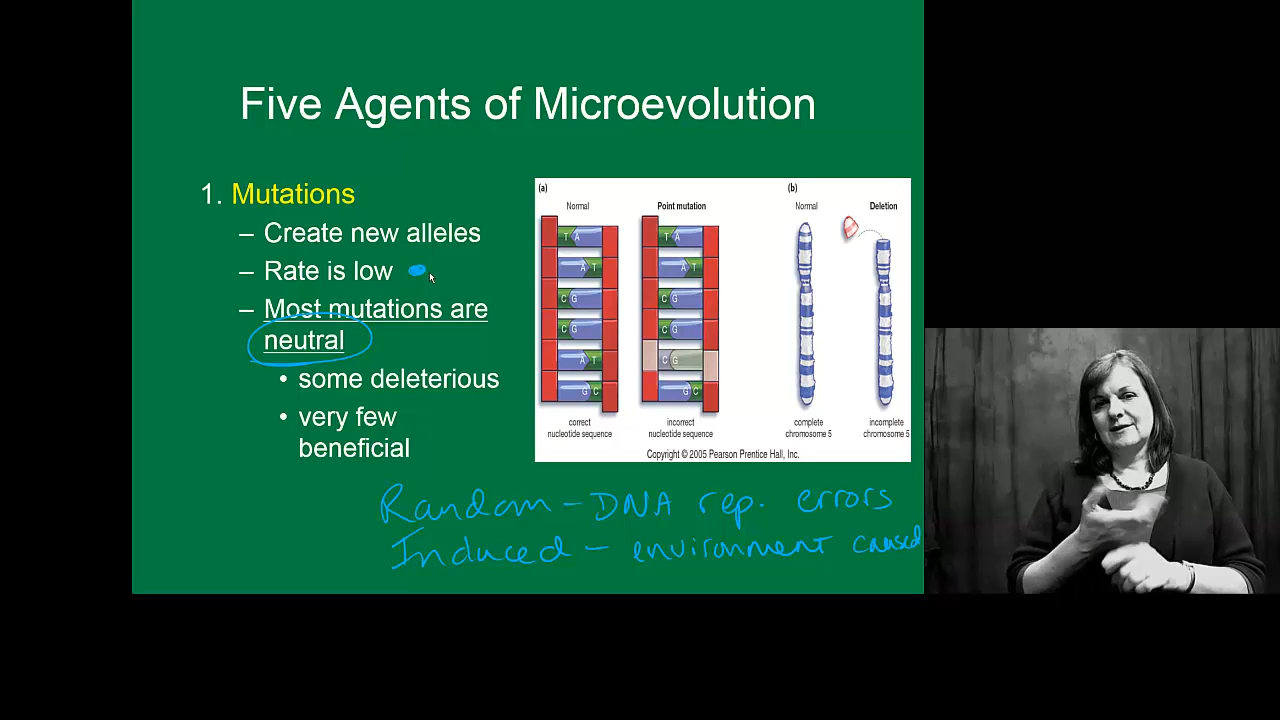 Five Agents of Microevolution
1. Mutations
– Create new alleles
– Rate is low
– Most mutations are
neutral
• some deleterious
• very few
beneficial
(a)
Normal
Point mutation
T A
T A
A T
A T
C G
C G
C G
C G
A T
C G
G C
G C
correct
nucleotide sequence
incorrect
nucleotide sequence
(b)
Normal
Deletion
complete
chromosome 5
incomplete
chromosome 5
Copyright © 2005 Pearson Prentice Hall, Inc.
Random – DNA rep. errors
Induced – environment caused